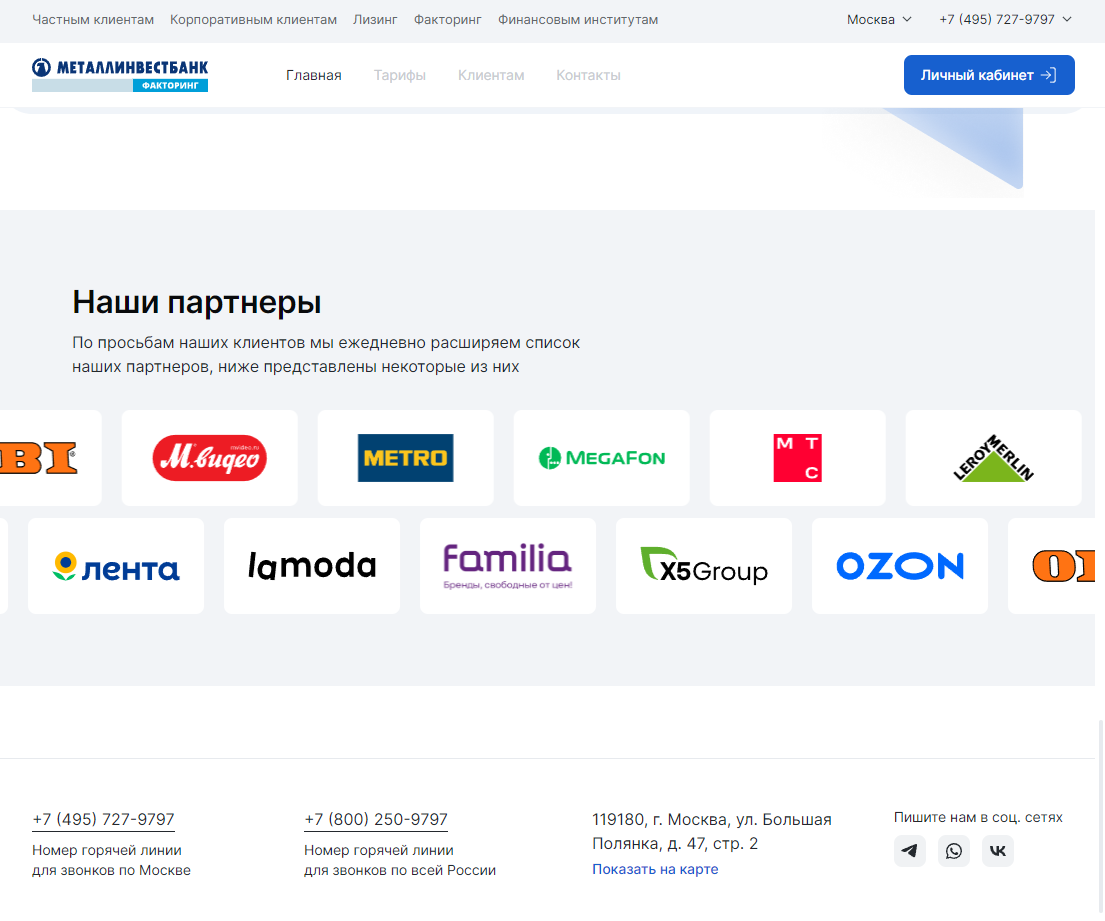 Частным клиентам Корпоративным клиентам Лизинг Факторинг Финансовым институтам Москва +7 (495) 727-9797
МЕТАЛЛИНВЕСТБАНК
ФАКТОРИНГ
Главная Тарифы Клиентам Контакты Личный кабинет
Наши партнеры
По просьбам наших клиентов мы ежедневно расширяем список
наших партнеров, ниже представлены некоторые из них
BI
mvideo.ru
М.видео
METRO
MEGAFON
М Т С
LEROY MERLIN
лента
lamoda
Familia
Бренды, свободные от цен!
X5Group
OZON
+7 (495) 727-9797
Номер горячей линии
для звонков по Москве
+7 (800) 250-9797
Номер горячей линии
для звонков по всей России
119180, г. Москва, ул. Большая
Полянка, д. 47, стр. 2
Показать на карте
Пишите нам в соц. сетях